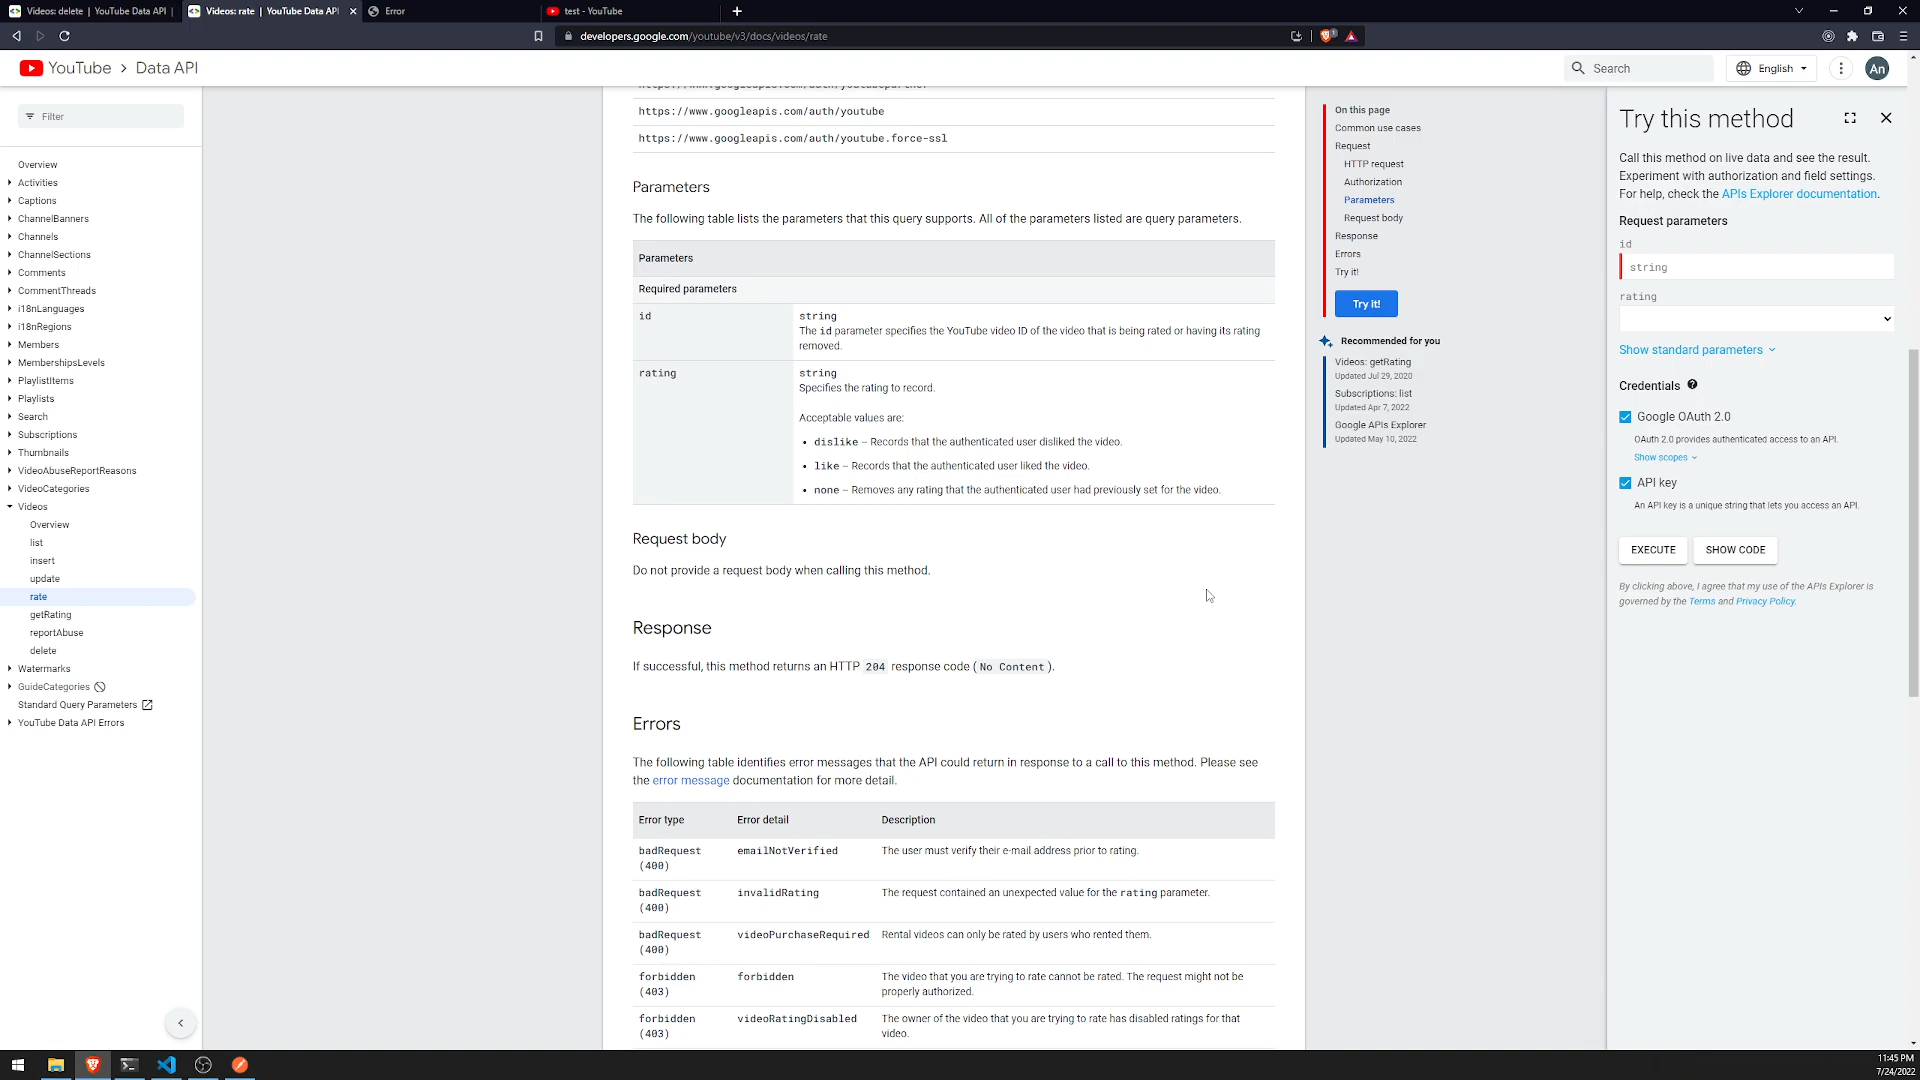 Videos: delete | YouTube Data API |
Videos: rate | YouTube Data API
Error
test - YouTube
developers.google.com/youtube/v3/docs/videos/rate
YouTube > Data API
Search
English
An
Filter
Overview
Activities
Captions
ChannelBanners
Channels
ChannelSections
Comments
CommentThreads
i18nLanguages
i18nRegions
Members
MembershipsLevels
PlaylistItems
Playlists
Search
Subscriptions
Thumbnails
VideoAbuseReportReasons
VideoCategories
Videos
Overview
list
insert
update
rate
getRating
reportAbuse
delete
Watermarks
GuideCategories
Standard Query Parameters
YouTube Data API Errors
https://www.googleapis.com/auth/youtubepartner
https://www.googleapis.com/auth/youtube
https://www.googleapis.com/auth/youtube.force-ssl
Parameters
The following table lists the parameters that this query supports. All of the parameters listed are query parameters.
Parameters
Required parameters
id
string
The id parameter specifies the YouTube video ID of the video that is being rated or having its rating
removed.
rating
string
Specifies the rating to record.
Acceptable values are:
• dislike – Records that the authenticated user disliked the video.
• like – Records that the authenticated user liked the video.
• none – Removes any rating that the authenticated user had previously set for the video.
Request body
Do not provide a request body when calling this method.
Response
If successful, this method returns an HTTP 204 response code (No Content).
Errors
The following table identifies error messages that the API could return in response to a call to this method. Please see
the error message documentation for more detail.
Error type Error detail Description
badRequest (400) emailNotVerified The user must verify their e-mail address prior to rating.
badRequest (400) invalidRating The request contained an unexpected value for the rating parameter.
badRequest (400) videoPurchaseRequired Rental videos can only be rated by users who rented them.
forbidden (403) forbidden The video that you are trying to rate cannot be rated. The request might not be
properly authorized.
forbidden (403) videoRatingDisabled The owner of the video that you are trying to rate has disabled ratings for that
video.
On this page
Common use cases
Request
HTTP request
Authorization
Parameters
Request body
Response
Errors
Try it!
Try it!
Recommended for you
Videos: getRating
Updated Jul 29, 2020
Subscriptions: list
Updated Apr 7, 2022
Google APIs Explorer
Updated May 10, 2022
Try this method
Call this method on live data and see the result.
Experiment with authorization and field settings.
For help, check the APIs Explorer documentation.
Request parameters
id
string
rating
Show standard parameters
Credentials
Google OAuth 2.0
OAuth 2.0 provides authenticated access to an API.
Show scopes
API key
An API key is a unique string that lets you access an API.
EXECUTE SHOW CODE
By clicking above, I agree that my use of the APIs Explorer is
governed by the Terms and Privacy Policy.
11:45 PM
7/24/2022